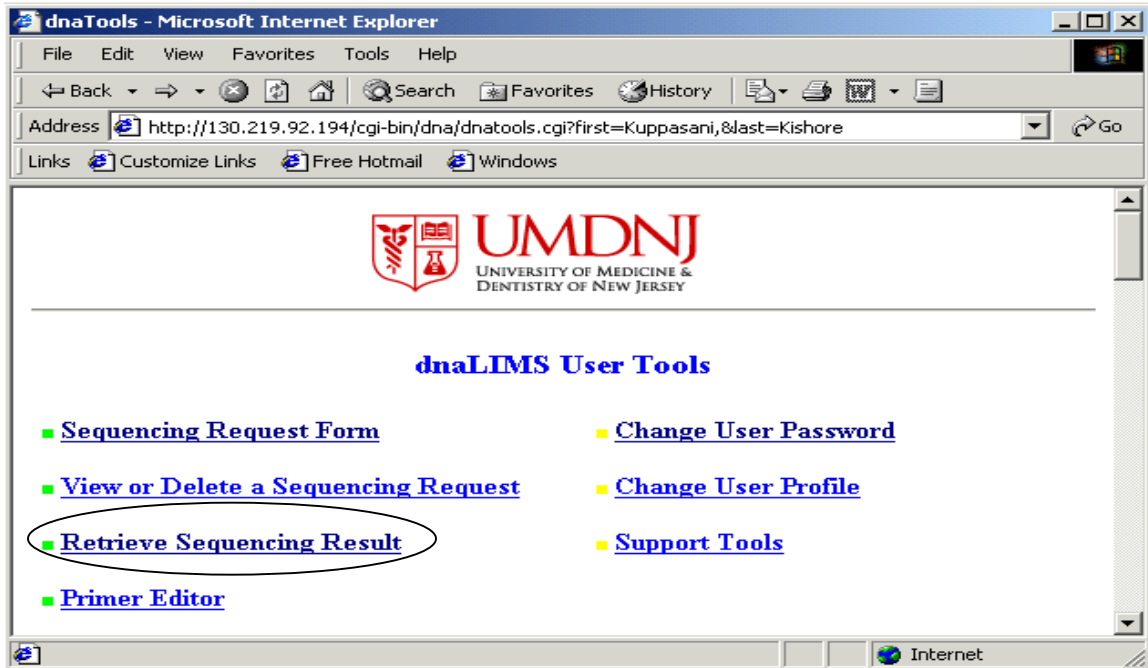 dnaTools - Microsoft Internet Explorer
File Edit View Favorites Tools Help
Back Search Favorites History
Address http://130.219.92.194/cgi-bin/dna/dnatools.cgi?first=Kuppasani,&last=Kishore Go
Links Customize Links Free Hotmail Windows
UMDNJ
UNIVERSITY OF MEDICINE &
DENTISTRY OF NEW JERSEY
dnaLIMS User Tools
Sequencing Request Form Change User Password
View or Delete a Sequencing Request Change User Profile
Retrieve Sequencing Result Support Tools
Primer Editor
Internet